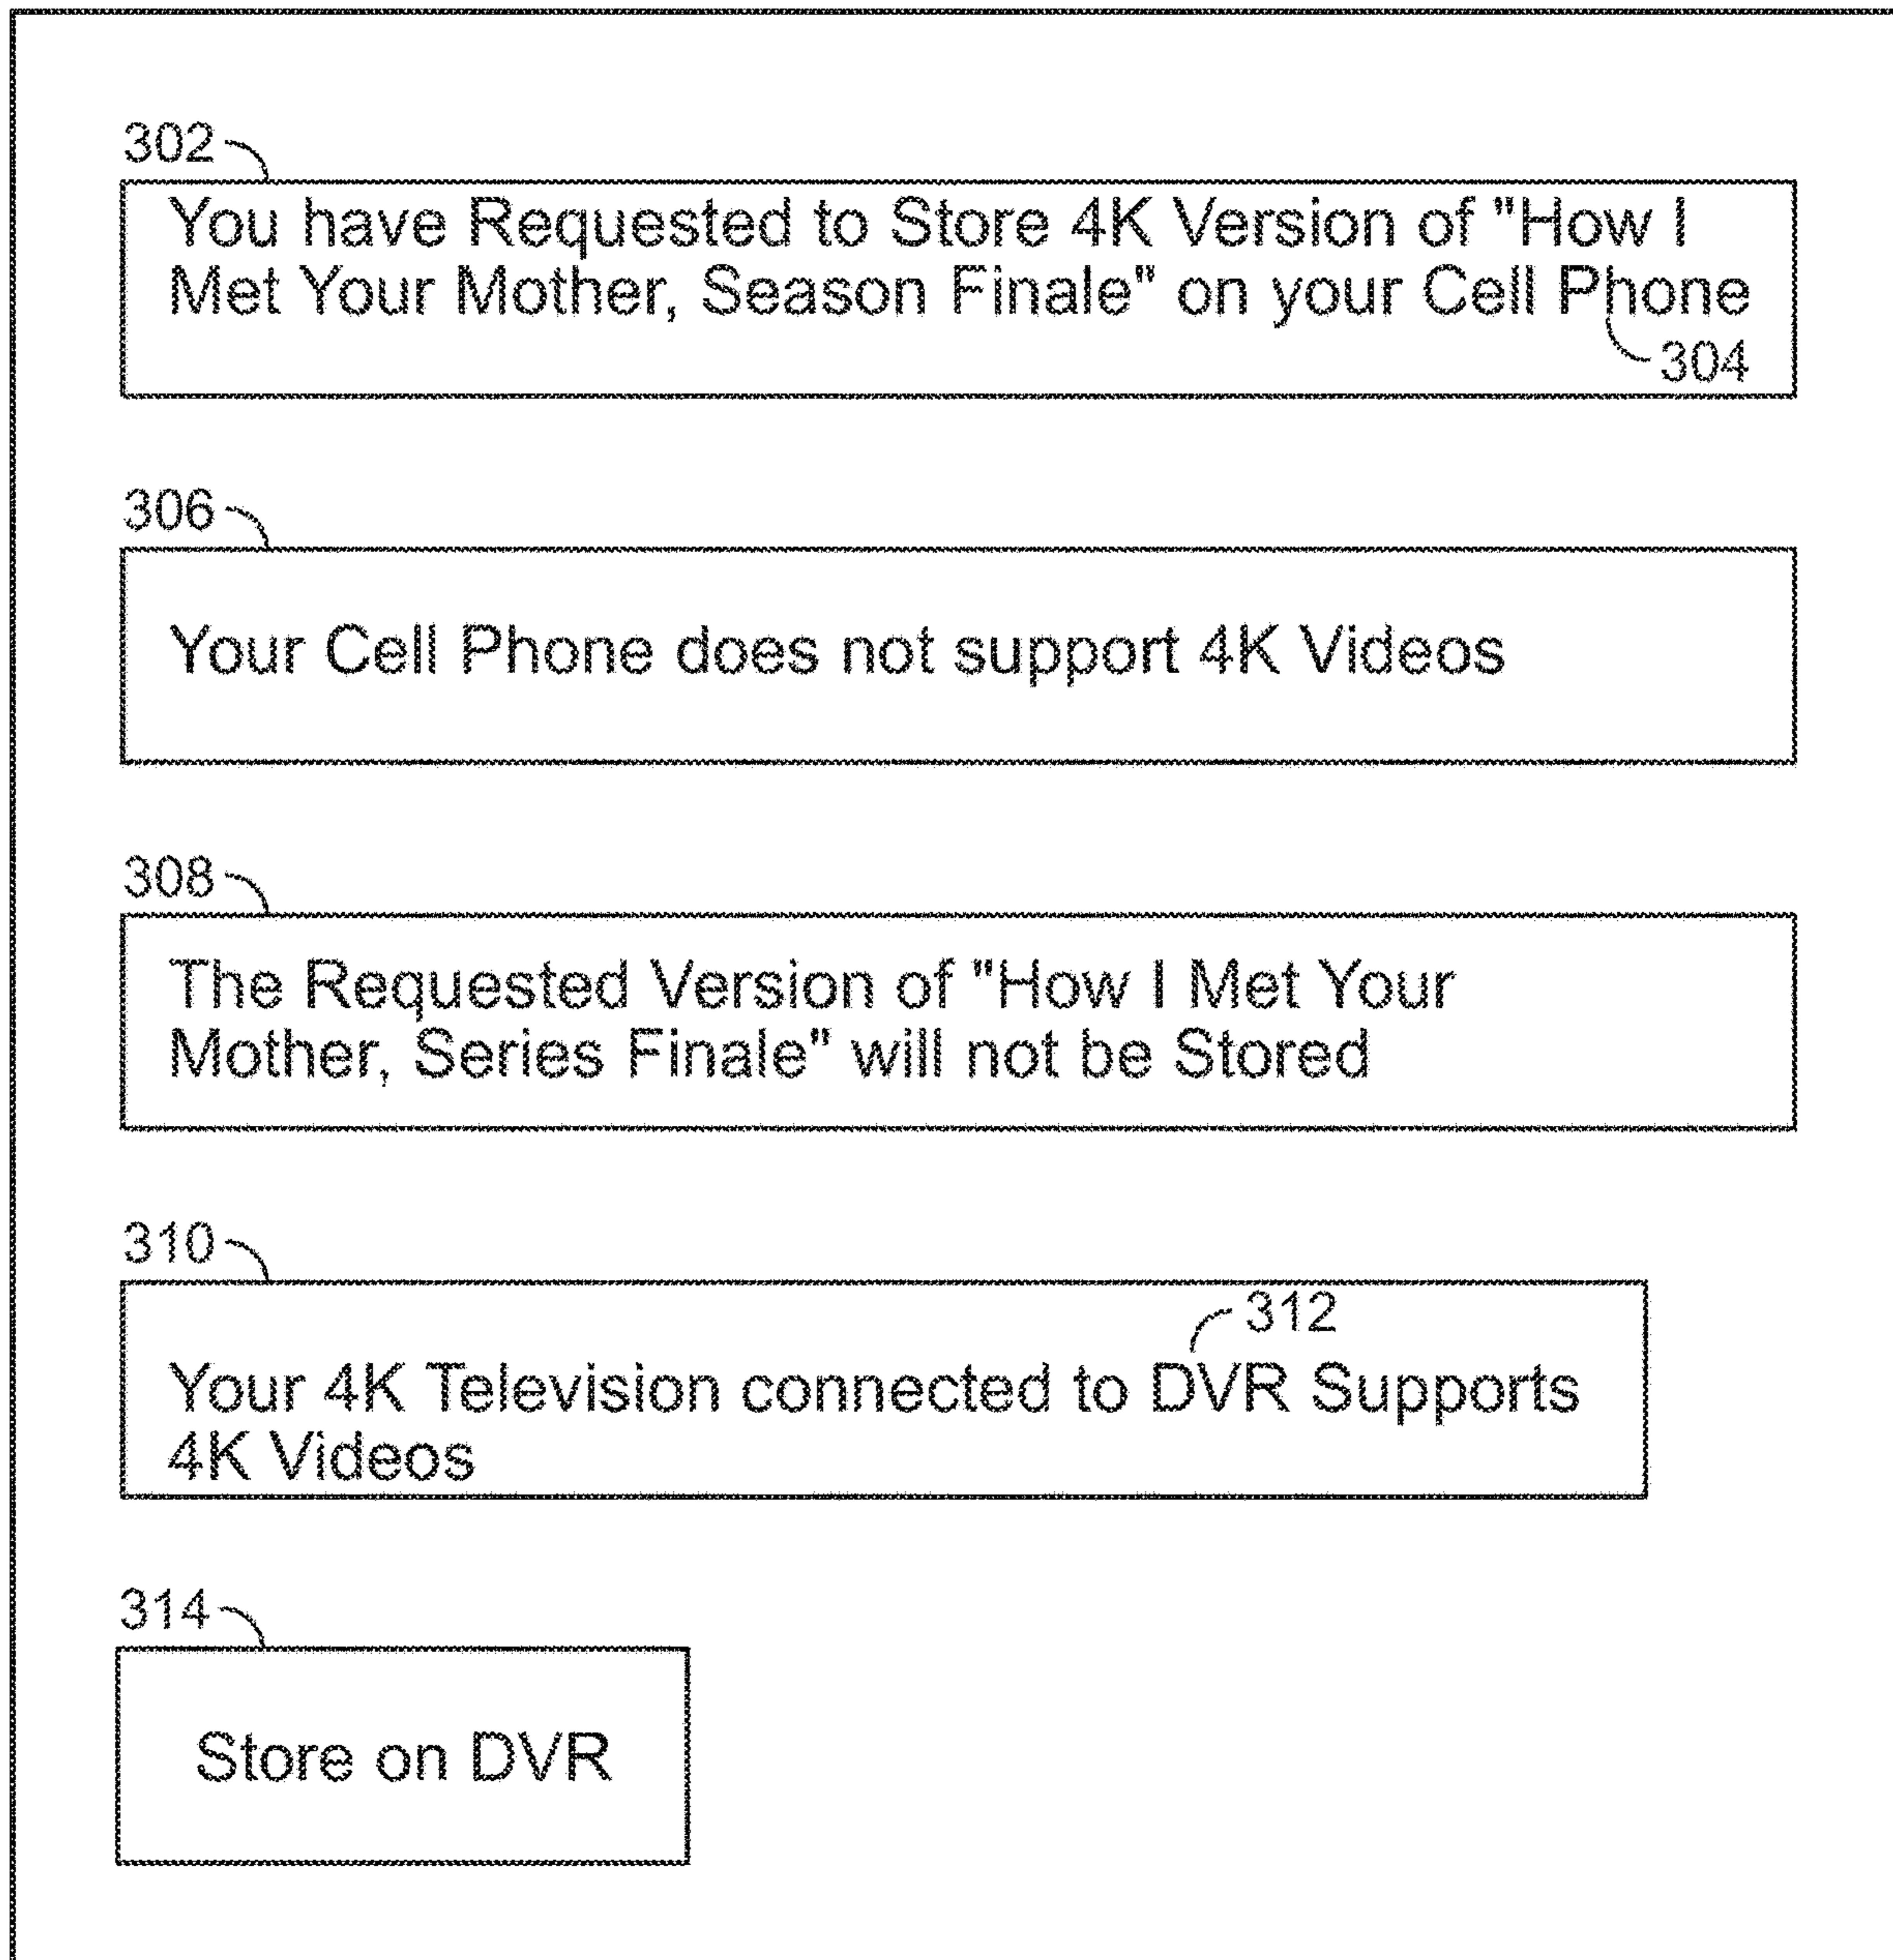 302
You have Requested to Store 4K Version of "How I
Met Your Mother, Season Finale" on your Cell Phone
304
306
Your Cell Phone does not support 4K Videos
308
The Requested Version of "How I Met Your
Mother, Series Finale" will not be Stored
310
312
Your 4K Television connected to DVR Supports
4K Videos
314
Store on DVR